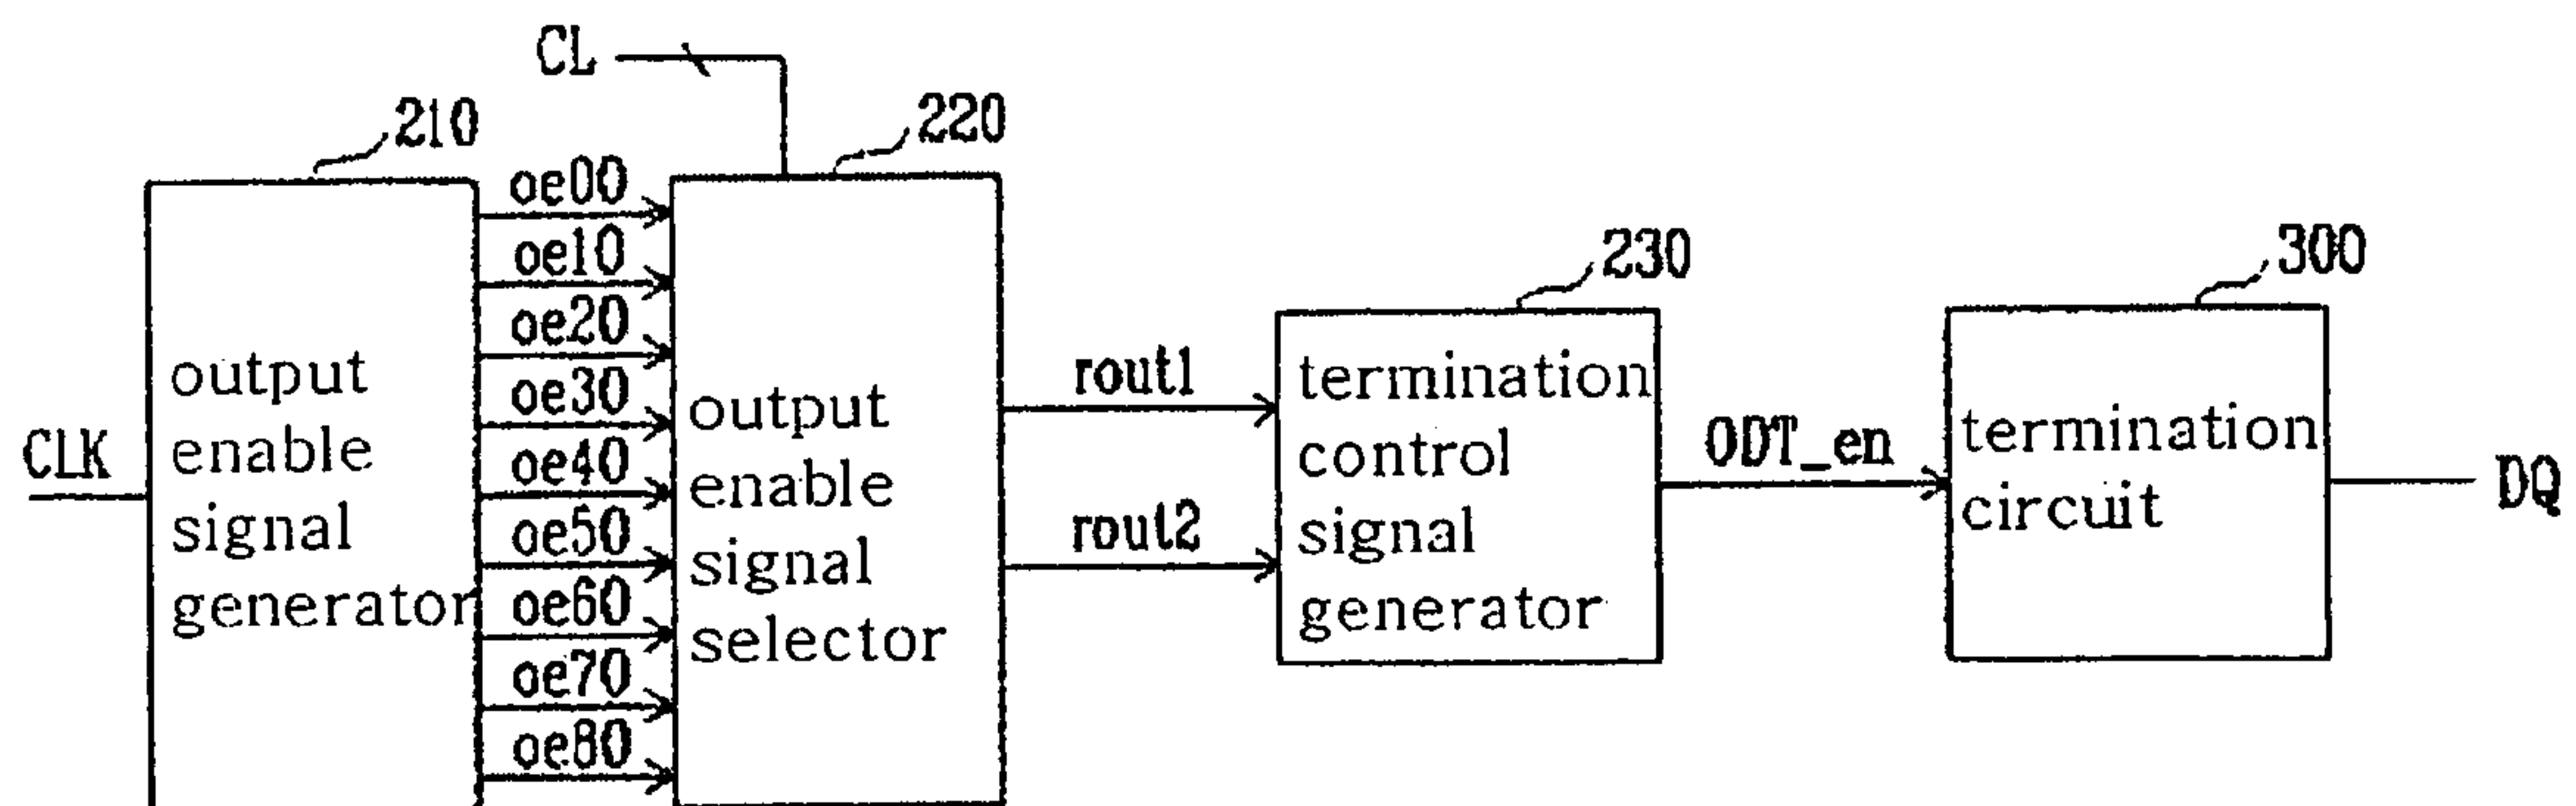 CL
210
220
oe00
oe10
oe20
oe30
oe40
oe50
oe60
oe70
oe80
CLK
output
enable
signal
generator
output
enable
signal
selector
rout1
rout2
230
termination
control
signal
generator
ODT_en
300
termination
circuit
DQ